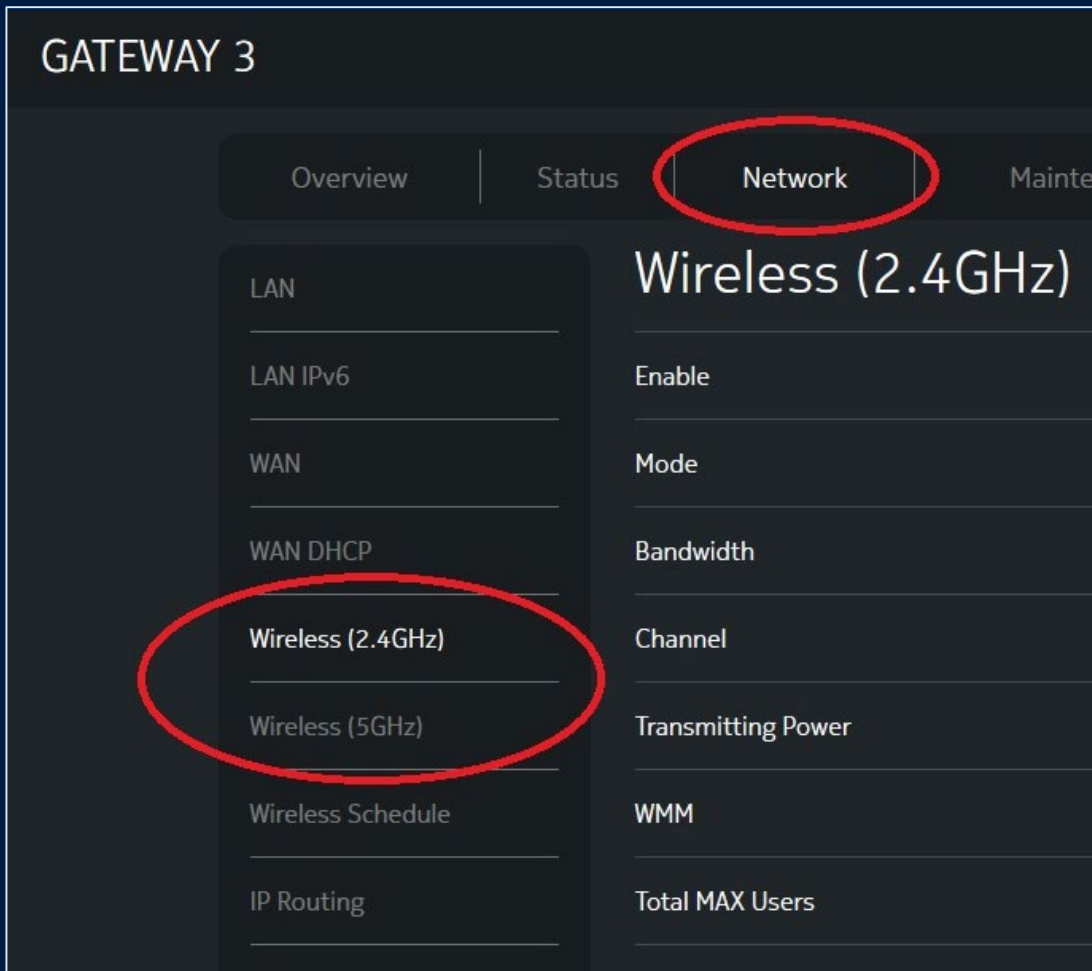 GATEWAY 3
Overview Status Network Mainte
LAN
LAN IPv6
WAN
WAN DHCP
Wireless (2.4GHz)
Wireless (5GHz)
Wireless Schedule
IP Routing
Wireless (2.4GHz)
Enable
Mode
Bandwidth
Channel
Transmitting Power
WMM
Total MAX Users